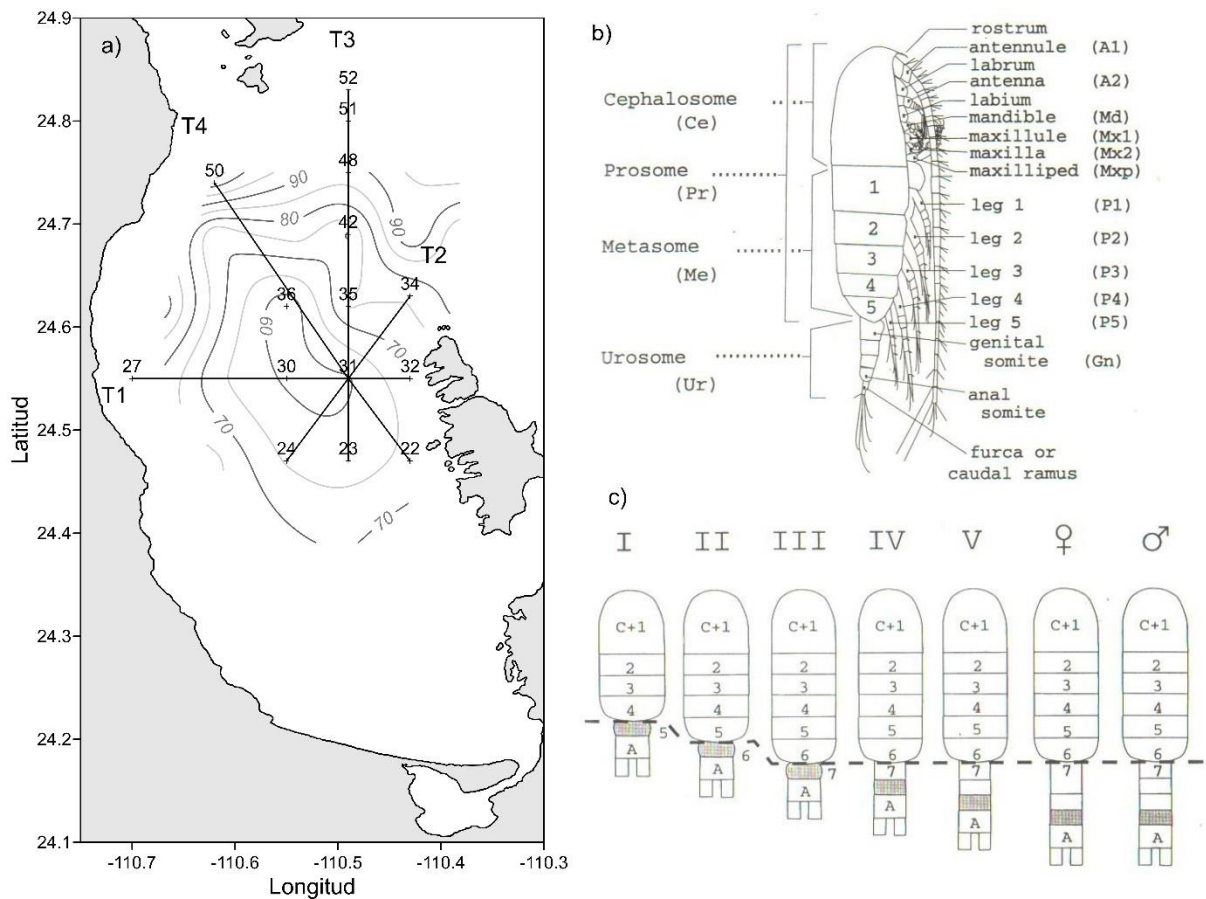 a)
24.9
24.8
24.7
24.6
24.5
24.4
24.3
24.2
24.1
Latitud
-110.7
-110.6
-110.5
-110.4
-110.3
Longitud
T3
52
51
T4
50
48
90
80
42
90
T2
34
36
35
60
70
27
30
31
32
T1
70
24
23
22
70
b)
Cephalosome
(Ce)
Prosome
(Pr)
Metasome
(Me)
Urosome
(Ur)
1
2
3
4
5
rostrum
antennule (A1)
labrum
antenna (A2)
labium
mandible (Md)
maxillule (Mx1)
maxilla (Mx2)
maxilliped (Mxp)
leg 1 (P1)
leg 2 (P2)
leg 3 (P3)
leg 4 (P4)
leg 5 (P5)
genital
somite (Gn)
anal
somite
furca or
caudal ramus
c)
I II III IV V ♀ ♂
C+1 C+1 C+1 C+1 C+1 C+1 C+1
2 2 2 2 2 2 2
3 3 3 3 3 3 3
4 4 4 4 4 4 4
5 5 5 5 5 5 5
A 6 6 6 6 6 6
A 7 7 7 7 7
A A A A A